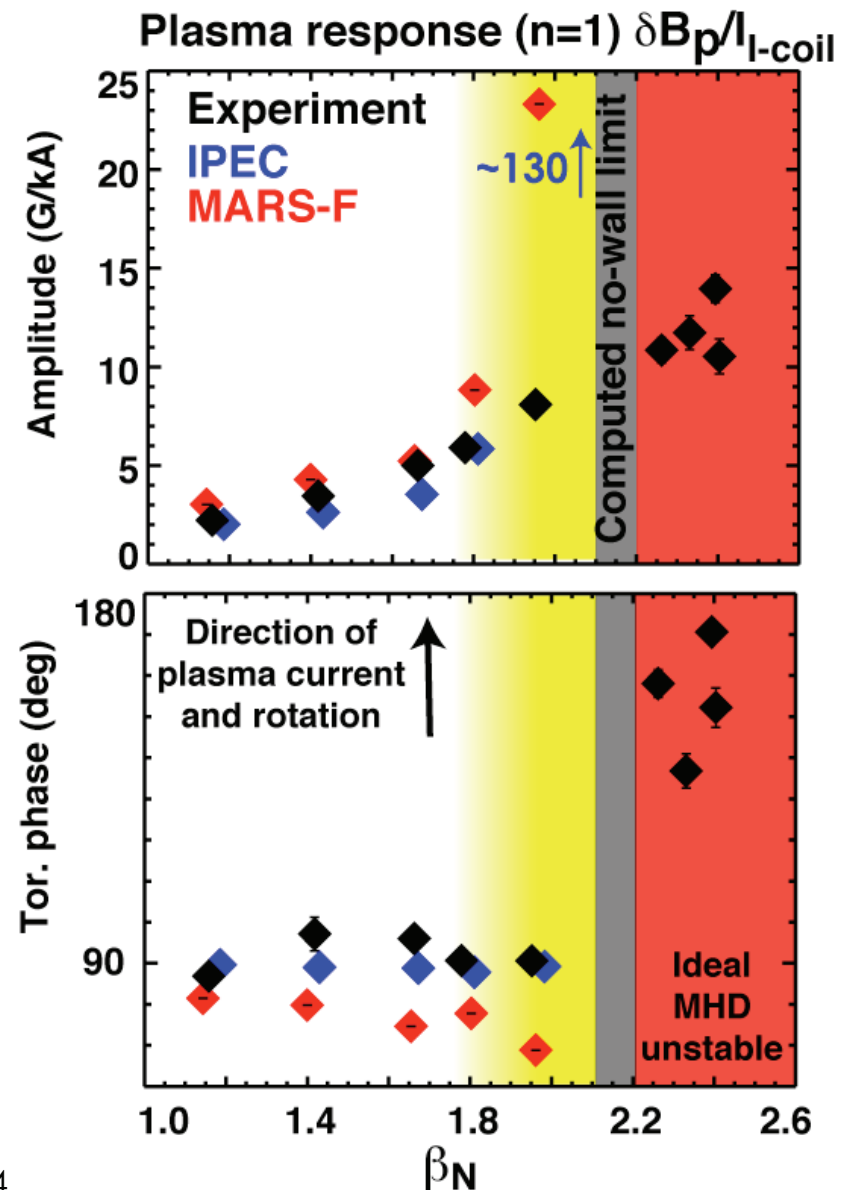 Plasma response (n=1) δBp/II-coil
25
20
15
10
5
0
Amplitude (G/kA)
Experiment
IPEC
MARS-F
~130
Computed no-wall limit
180
90
Tor. phase (deg)
Direction of
plasma current
and rotation
Ideal
MHD
unstable
1.0 1.4 1.8 2.2 2.6
βN